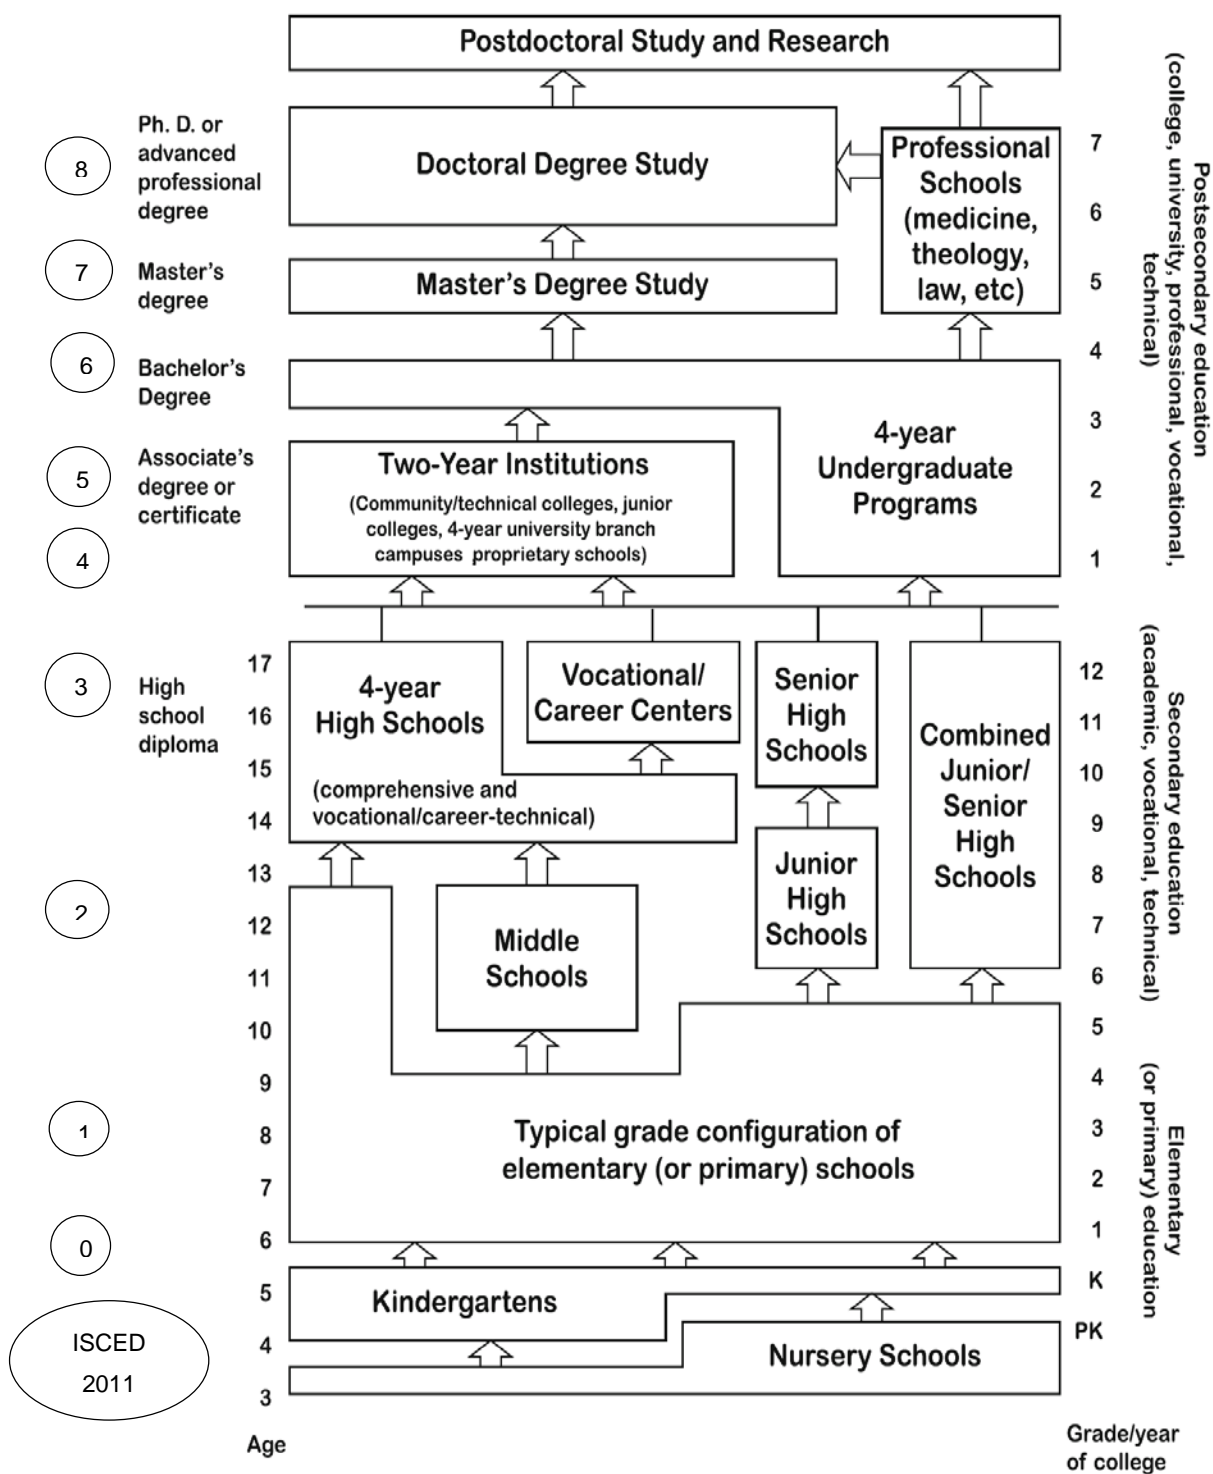 Postdoctoral Study and Research
Ph. D. or
advanced
professional
degree
8
Doctoral Degree Study
Professional
Schools
(medicine,
theology,
law, etc)
7
6
5
7
Master's
degree
Master's Degree Study
6
Bachelor's
Degree
4
3
2
1
4-year
Undergraduate
Programs
5
Associate's
degree or
certificate
4
Two-Year Institutions
(Community/technical colleges, junior
colleges, 4-year university branch
campuses proprietary schools)
Postsecondary education
(college, university, professional, vocational,
technical)
3
High
school
diploma
17
16
15
14
13
12
11
10
9
8
7
6
5
4
3
Age
4-year
High Schools
(comprehensive and
vocational/career-technical)
Vocational/
Career Centers
Senior
High
Schools
Combined
Junior/
Senior
High
Schools
Junior
High
Schools
2
Middle
Schools
12
11
10
9
8
7
6
5
4
3
2
1
K
PK
Grade/year
of college
Secondary education
(academic, vocational, technical)
1
Typical grade configuration of
elementary (or primary) schools
Elementary
(or primary) education
0
Kindergartens
Nursery Schools
ISCED
2011